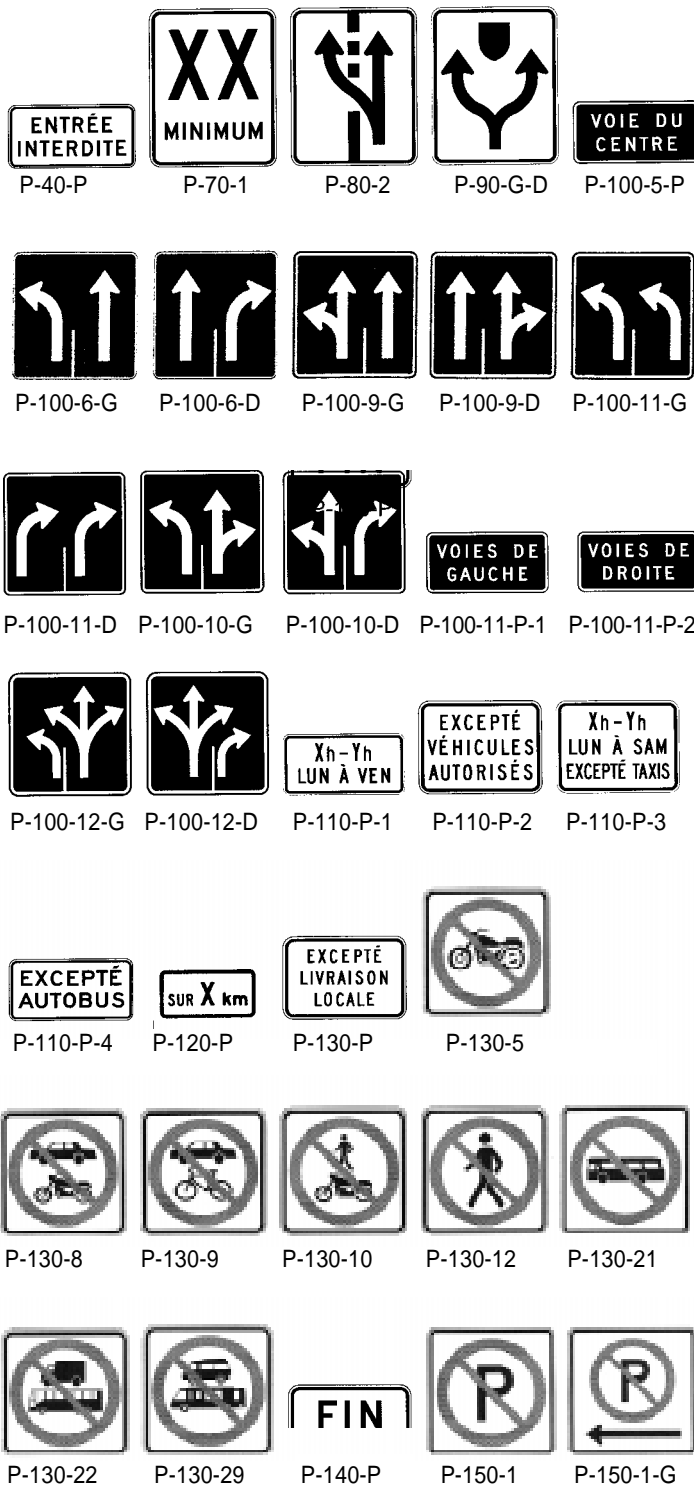 XX
MINIMUM
ENTRÉE
INTERDITE
VOIE DU
CENTRE
P-40-P P-70-1 P-80-2 P-90-G-D P-100-5-P
P-100-6-G P-100-6-D P-100-9-G P-100-9-D P-100-11-G
VOIES DE
GAUCHE
VOIES DE
DROITE
P-100-11-D P-100-10-G P-100-10-D P-100-11-P-1 P-100-11-P-2
Xh-Yh
LUN À VEN
EXCEPTÉ
VÉHICULES
AUTORISÉS
Xh-Yh
LUN À SAM
EXCEPTÉ TAXIS
P-100-12-G P-100-12-D P-110-P-1 P-110-P-2 P-110-P-3
EXCEPTÉ
AUTOBUS
SUR X km
EXCEPTÉ
LIVRAISON
LOCALE
P-110-P-4 P-120-P P-130-P P-130-5
P-130-8 P-130-9 P-130-10 P-130-12 P-130-21
FIN
P
P
P-130-22 P-130-29 P-140-P P-150-1 P-150-1-G